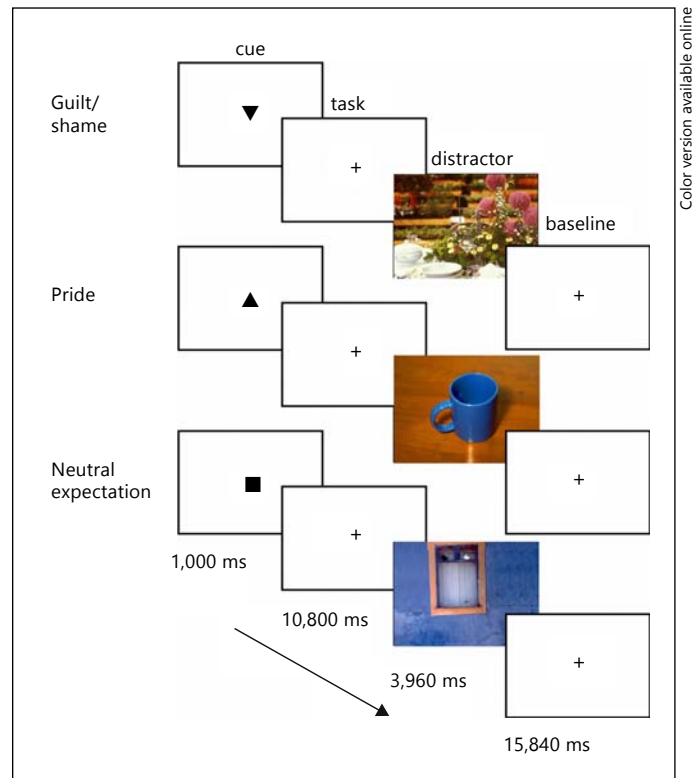 Color version available online
cue
Guilt/
shame
task
+
distractor
baseline
+
Pride
+
+
Neutral
expectation
+
+
1,000 ms
10,800 ms
+
3,960 ms
15,840 ms